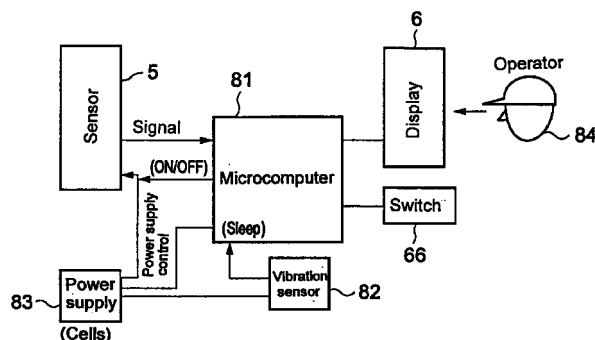 6
Operator
5
81
Sensor
Display
Signal
84
(ON/OFF)
Microcomputer
Power supply
control
(Sleep)
Switch
66
83
Power
supply
(Cells)
Vibration
sensor
82